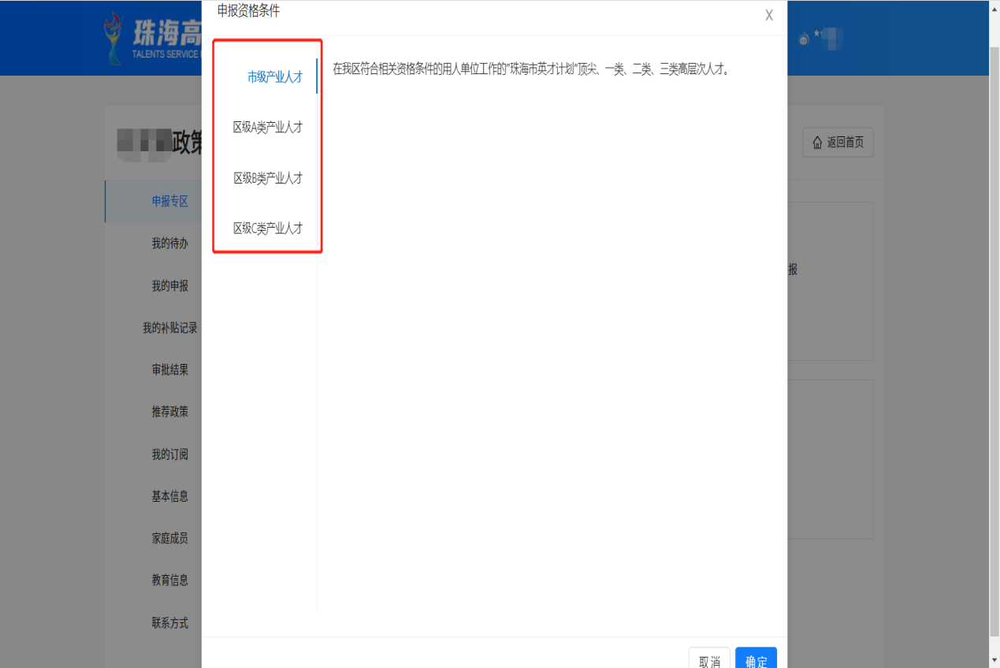 申报资格条件
X
珠海高
TALENTS SERVICE
市级产业人才
在我区符合相关资格条件的用人单位工作的"珠海市英才计划"顶尖、一类、二类、三类高层次人才。
区级A类产业人才
区级B类产业人才
区级C类产业人才
政策
返回首页
申报专区
我的待办
我的申报
报
我的补贴记录
审批结果
推荐政策
我的订阅
基本信息
家庭成员
教育信息
联系方式
取消
确定